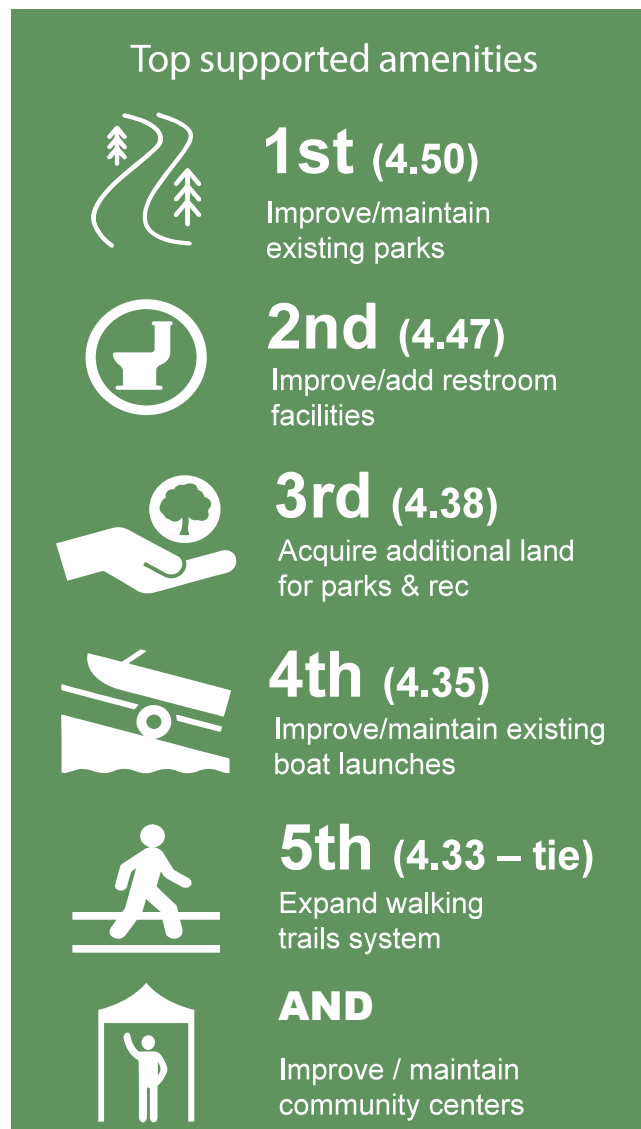 Top supported amenities
1st (4.50)
Improve/maintain
existing parks
2nd (4.47)
Improve/add restroom
facilities
3rd (4.38)
Acquire additional land
for parks & rec
4th (4.35)
Improve/maintain existing
boat launches
5th (4.33 – tie)
Expand walking
trails system
AND
Improve / maintain
community centers